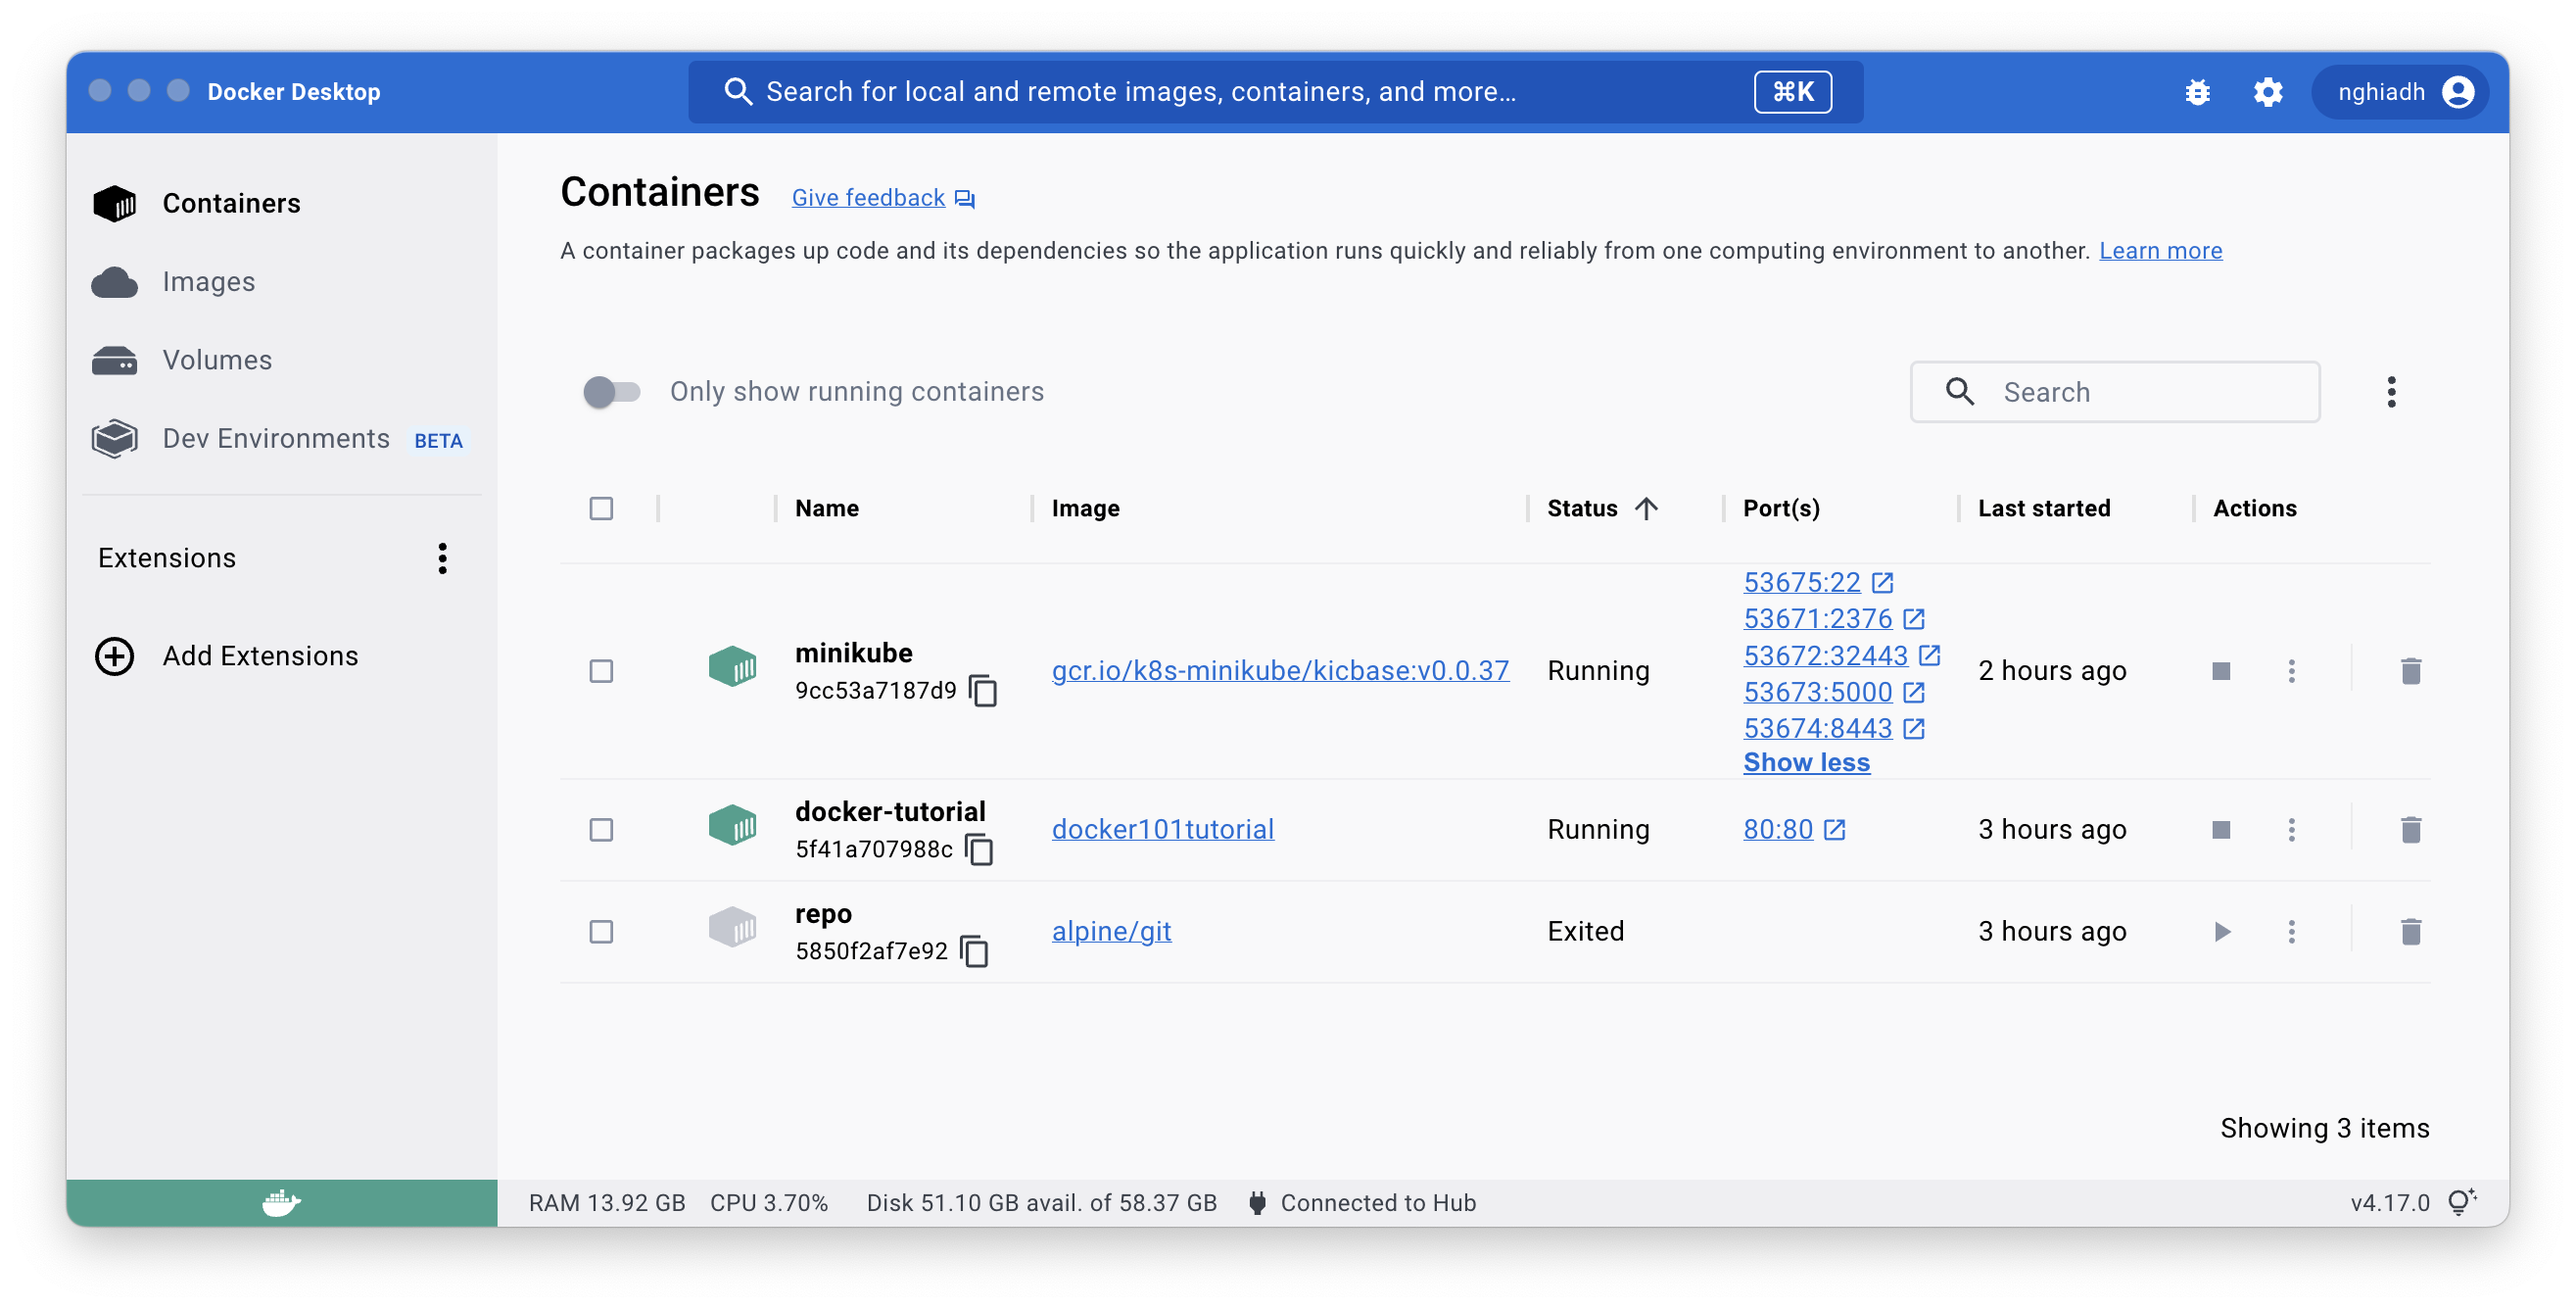 Docker Desktop
Search for local and remote images, containers, and more...
⌘K
nghiadh
Containers
Images
Volumes
Dev Environments BETA
Extensions
Add Extensions
Containers Give feedback
A container packages up code and its dependencies so the application runs quickly and reliably from one computing environment to another. Learn more
Only show running containers
Search
Name Image Status Port(s) Last started Actions
minikube
9cc53a7187d9
gcr.io/k8s-minikube/kicbase:v0.0.37
Running
53675:22
53671:2376
53672:32443
53673:5000
53674:8443
Show less
2 hours ago
docker-tutorial
5f41a707988c
docker101tutorial
Running
80:80
3 hours ago
repo
5850f2af7e92
alpine/git
Exited
3 hours ago
Showing 3 items
RAM 13.92 GB CPU 3.70% Disk 51.10 GB avail. of 58.37 GB Connected to Hub
v4.17.0